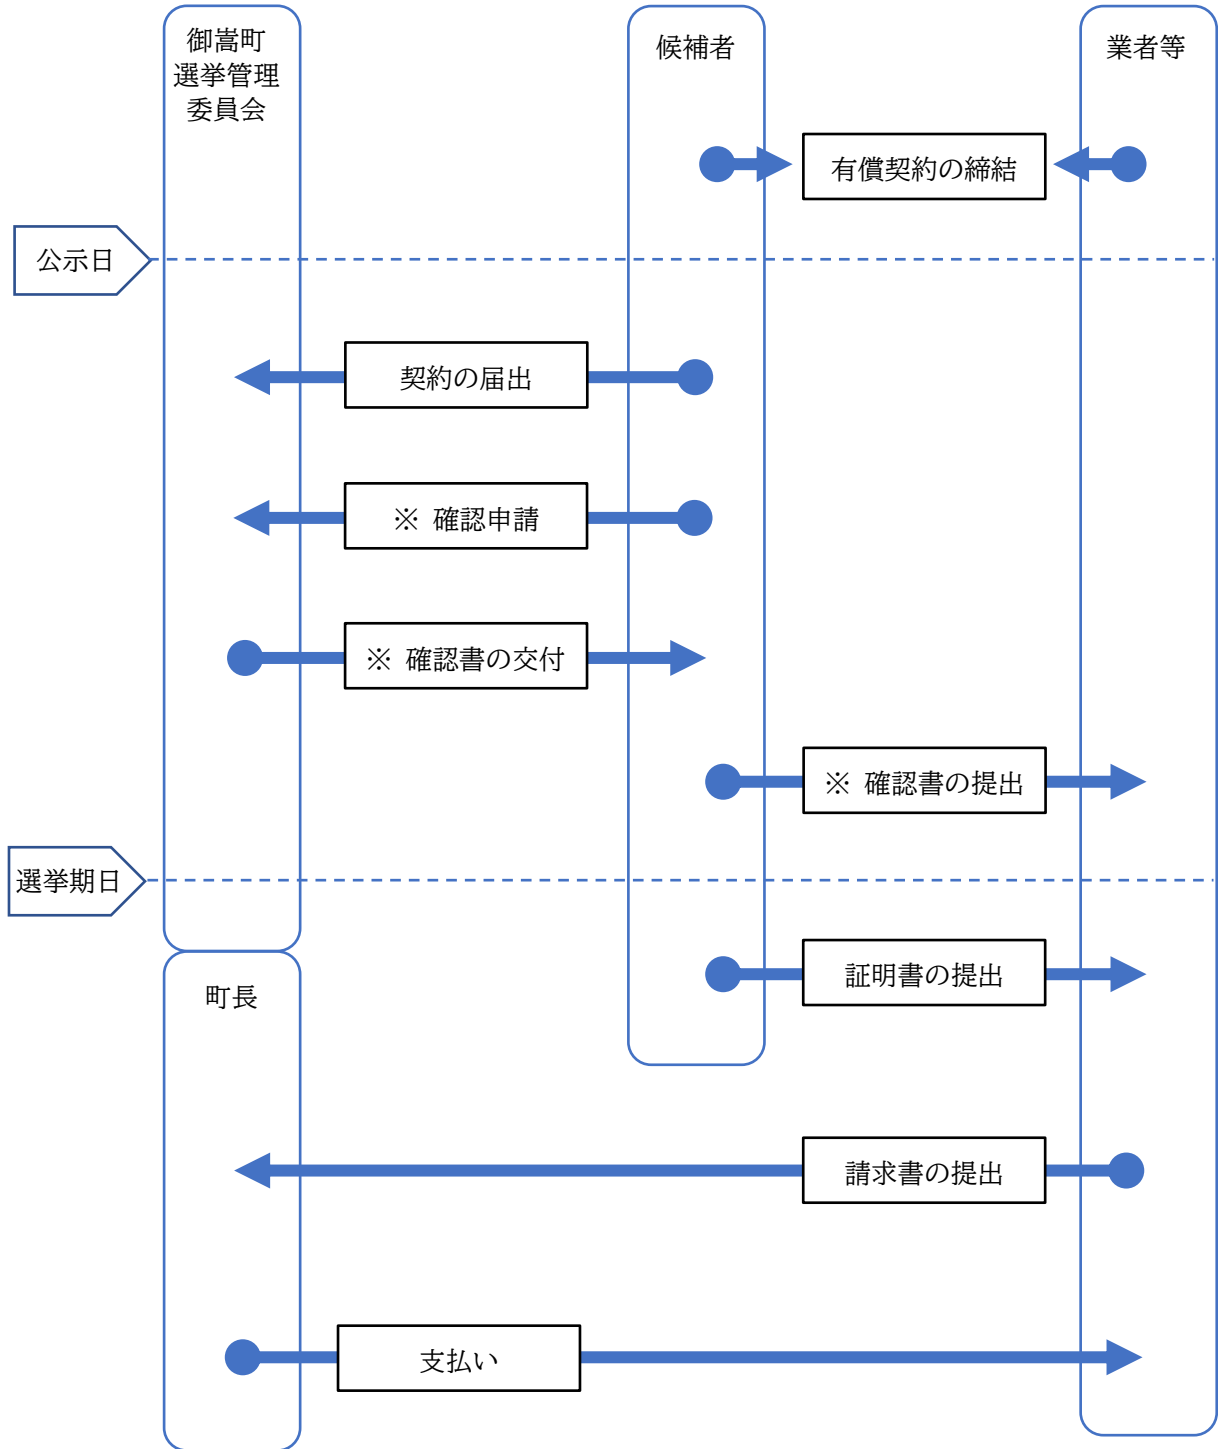 御嵩町
選挙管理
委員会
候補者
業者等
有償契約の締結
公示日
契約の届出
※ 確認申請
※ 確認書の交付
※ 確認書の提出
選挙期日
証明書の提出
町長
請求書の提出
支払い